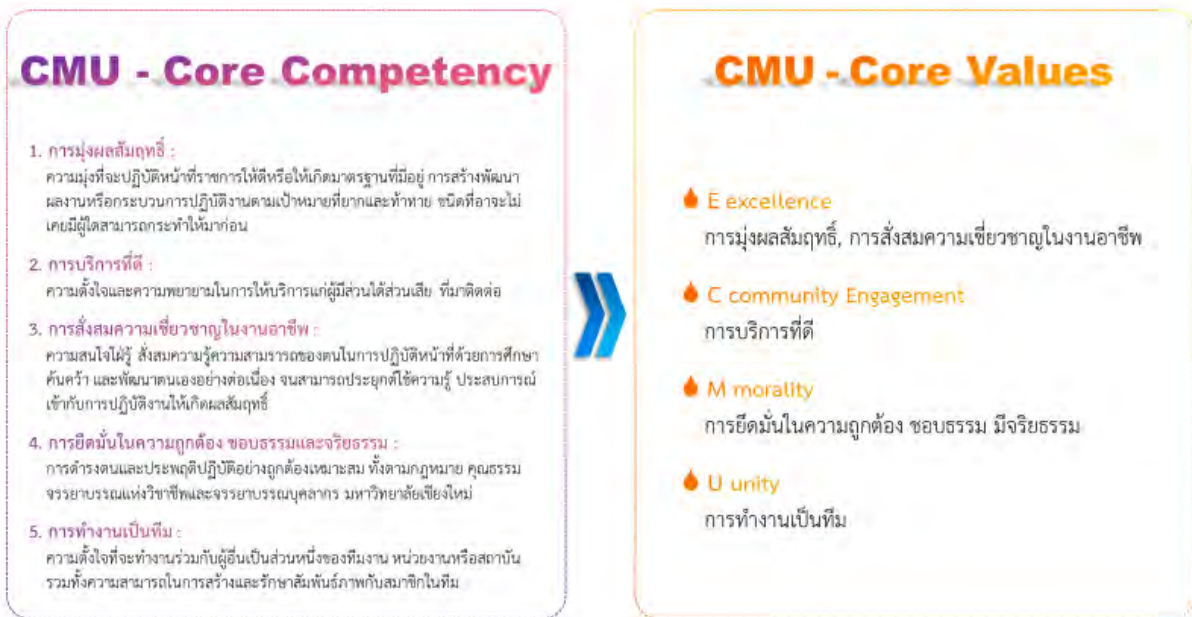 CMU - Core Competency
1. การมุ่งผลสัมฤทธิ์ :
ความมุ่งที่จะปฏิบัติหน้าที่ราชการให้ดีหรือให้เกิดมาตรฐานที่มีอยู่ การสร้างพัฒนา
ผลงานหรือกระบวนการปฏิบัติงานตามเป้าหมายที่ยากและท้าทาย ชนิดที่อาจจะไม่
เคยมีผู้ใดสามารถกระทำให้มาก่อน
2. การบริการที่ดี :
ความตั้งใจและความพยายามในการให้บริการแก่ผู้มีส่วนได้ส่วนเสีย ที่มาติดต่อ
3. การสั่งสมความเชี่ยวชาญในงานอาชีพ :
ความสนใจใฝ่รู้ สั่งสมความรู้ความสามรารถของตนในการปฏิบัติหน้าที่ด้วยการศึกษา
ค้นคว้า และพัฒนาตนเองอย่างต่อเนื่อง จนสามารถประยุกต์ใช้ความรู้ ประสบการณ์
เข้ากับการปฏิบัติงานให้เกิดผลสัมฤทธิ์
4. การยึดมั่นในความถูกต้อง ชอบธรรมและจริยธรรม :
การดำรงตนและประพฤติปฏิบัติอย่างถูกต้องเหมาะสม ทั้งตามกฎหมาย คุณธรรม
จรรยาบรรณแห่งวิชาชีพและจรรยาบรรณบุคลากร มหาวิทยาลัยเชียงใหม่
5. การทำงานเป็นทีม :
ความตั้งใจที่จะทำงานร่วมกับผู้อื่นเป็นส่วนหนึ่งของทีมงาน หน่วยงานหรือสถาบัน
รวมทั้งความสามารถในการสร้างและรักษาสัมพันธ์ภาพกับสมาชิกในทีม
CMU - Core Values
E excellence
การมุ่งผลสัมฤทธิ์, การสั่งสมความเชี่ยวชาญในงานอาชีพ
C community Engagement
การบริการที่ดี
M morality
การยึดมั่นในความถูกต้อง ชอบธรรม มีจริยธรรม
U unity
การทำงานเป็นทีม